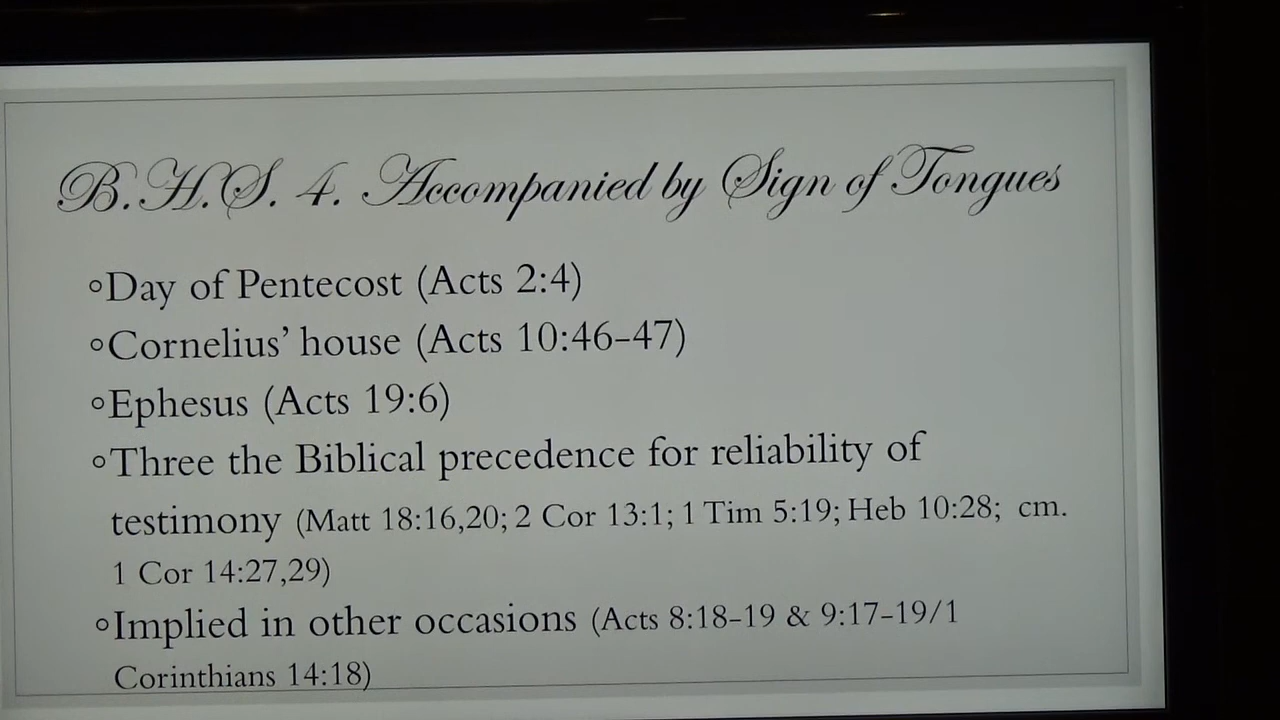 B.H.S. 4. Accompanied by Sign of Tongues
°Day of Pentecost (Acts 2:4)
°Cornelius’ house (Acts 10:46-47)
°Ephesus (Acts 19:6)
°Three the Biblical precedence for reliability of
testimony (Matt 18:16,20; 2 Cor 13:1; 1 Tim 5:19; Heb 10:28; cm.
1 Cor 14:27,29)
°Implied in other occasions (Acts 8:18-19 & 9:17-19/1
Corinthians 14:18)